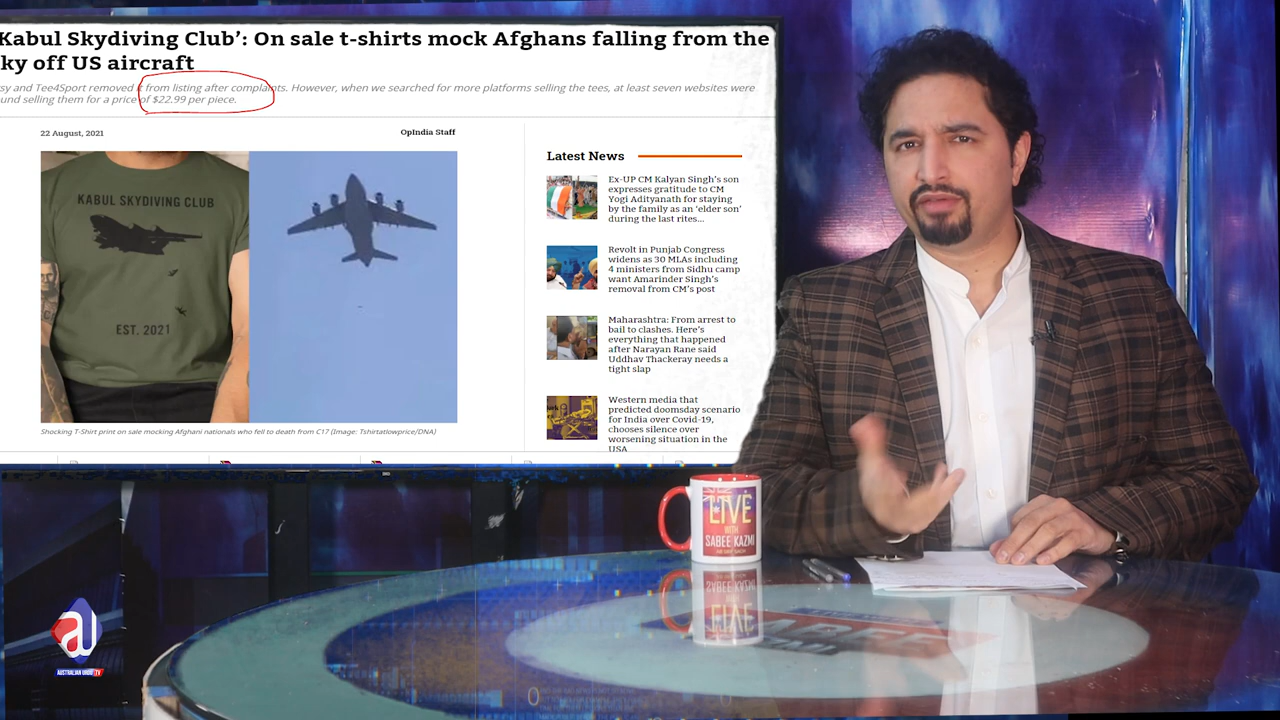 Kabul Skydiving Club': On sale t-shirts mock Afghans falling from the
ky off US aircraft
sy and Tee4Sport removed it from listing after complaints. However, when we searched for more platforms selling the tees, at least seven websites were
und selling them for a price of $22.99 per piece.
22 August, 2021
OpIndia Staff
KABUL SKYDIVING CLUB
EST. 2021
Shocking T-Shirt print on sale mocking Afghani nationals who fell to death from C17 (Image: Tshirtatlowprice/DNA)
Latest News
Ex-UP CM Kalyan Singh's son
expresses gratitude to CM
Yogi Adityanath for staying
by the family as an 'elder son'
during the last rites...
Revolt in Punjab Congress
widens as 30 MLAs including
4 ministers from Sidhu camp
want Amarinder Singh's
removal from CM's post
Maharashtra: From arrest to
bail to clashes. Here's
everything that happened
after Narayan Rane said
Uddhav Thackeray needs a
tight slap
Western media that
predicted doomsday scenario
for India over Covid-19,
chooses silence over
worsening situation in the
USA
LIVE
WITH
SABEE KAZMI
AUSTRALIAN URDU TV